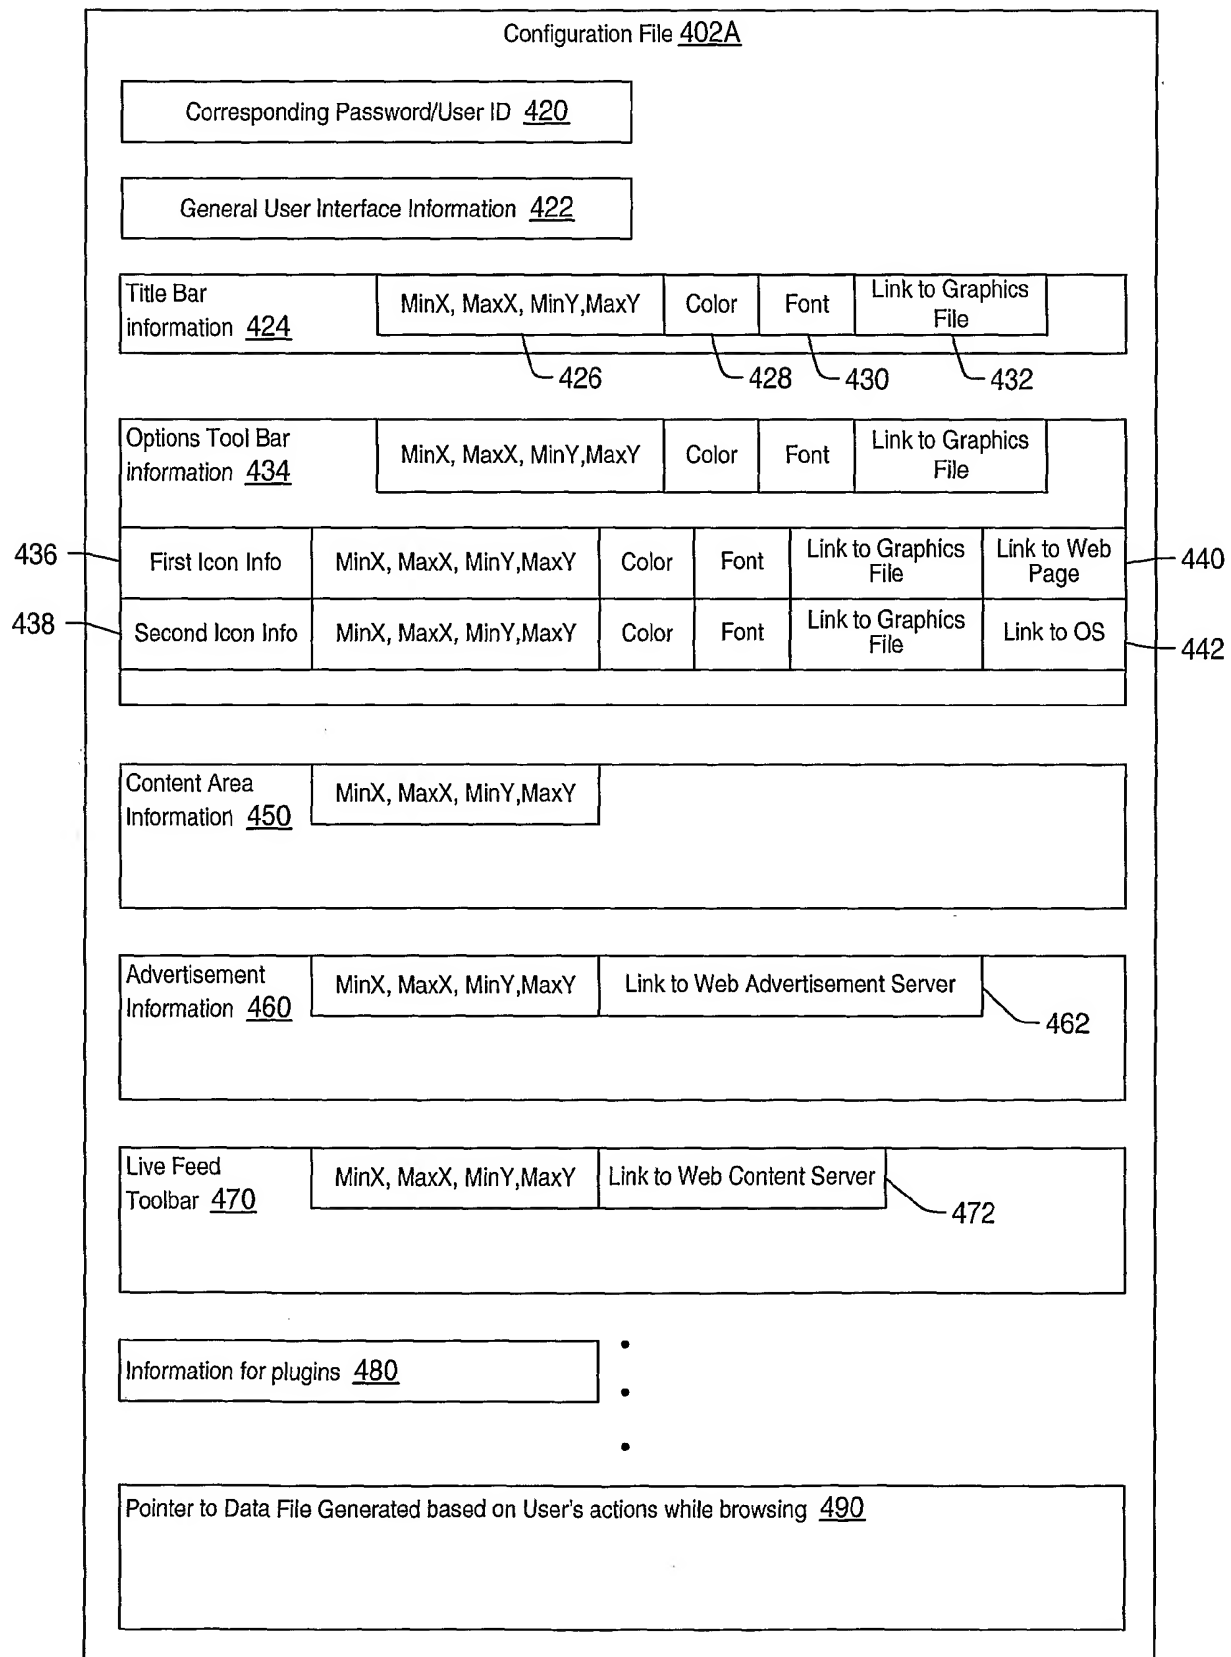 Configuration File 402A
Corresponding Password/User ID 420
General User Interface Information 422
Title Bar
information 424
MinX, MaxX, MinY,MaxY
Color
Font
Link to Graphics
File
426
428
430
432
Options Tool Bar
information 434
MinX, MaxX, MinY,MaxY
Color
Font
Link to Graphics
File
436
First Icon Info
MinX, MaxX, MinY,MaxY
Color
Font
Link to Graphics
File
Link to Web
Page
440
438
Second Icon Info
MinX, MaxX, MinY,MaxY
Color
Font
Link to Graphics
File
Link to OS
442
Content Area
Information 450
MinX, MaxX, MinY,MaxY
Advertisement
Information 460
MinX, MaxX, MinY,MaxY
Link to Web Advertisement Server
462
Live Feed
Toolbar 470
MinX, MaxX, MinY,MaxY
Link to Web Content Server
472
Information for plugins 480
Pointer to Data File Generated based on User's actions while browsing 490